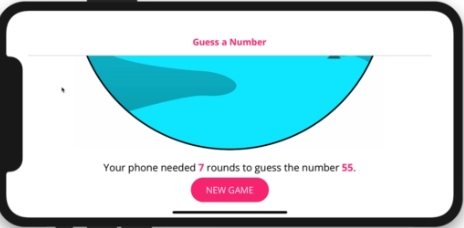 Guess a Number
Your phone needed 7 rounds to guess the number 55.
NEW GAME